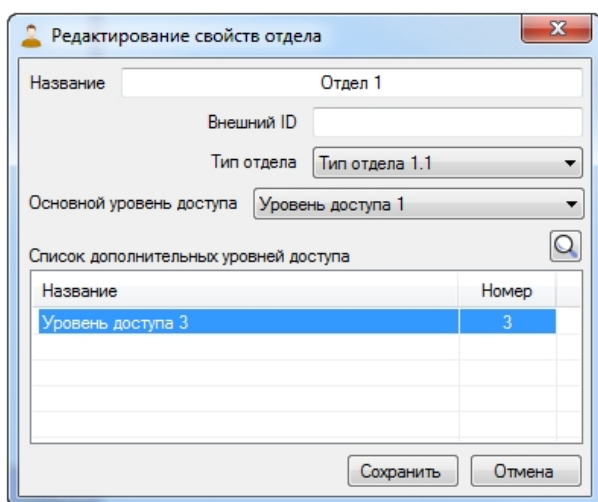 Редактирование свойств отдела
Название Отдел 1
Внешний ID
Тип отдела Тип отдела 1.1
Основной уровень доступа Уровень доступа 1
Список дополнительных уровней доступа
Название Номер
Уровень доступа 3 3
Сохранить Отмена